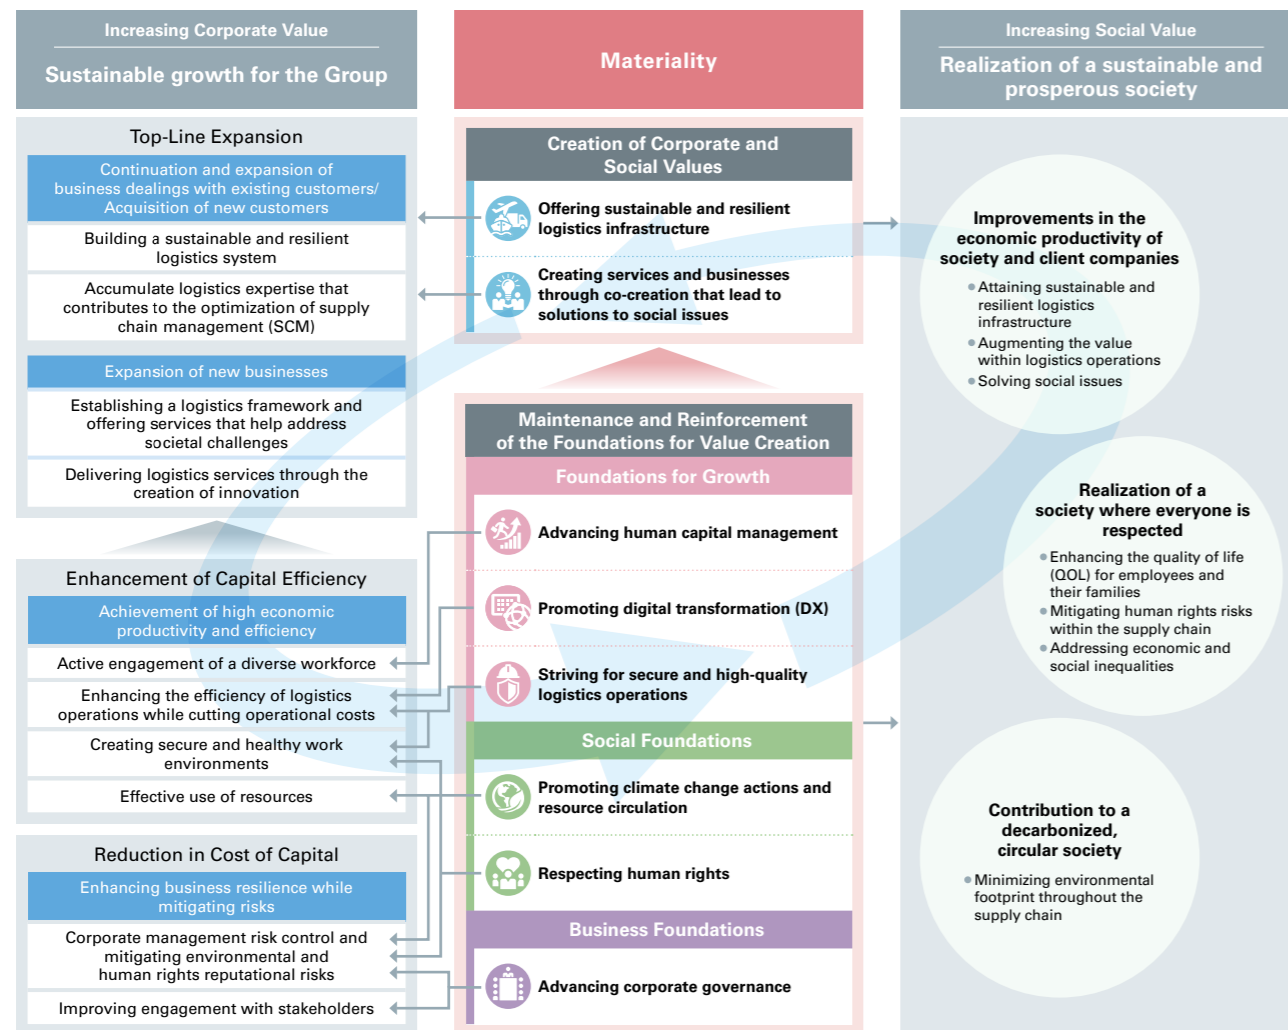 Increasing Corporate Value
Sustainable growth for the Group
Top-Line Expansion
Continuation and expansion of
business dealings with existing customers/
Acquisition of new customers
Building a sustainable and resilient
logistics system
Accumulate logistics expertise that
contributes to the optimization of supply
chain management (SCM)
Expansion of new businesses
Establishing a logistics framework and
offering services that help address
societal challenges
Delivering logistics services through the
creation of innovation
Enhancement of Capital Efficiency
Achievement of high economic
productivity and efficiency
Active engagement of a diverse workforce
Enhancing the efficiency of logistics
operations while cutting operational costs
Creating secure and healthy work
environments
Effective use of resources
Reduction in Cost of Capital
Enhancing business resilience while
mitigating risks
Corporate management risk control and
mitigating environmental and
human rights reputational risks
Improving engagement with stakeholders
Materiality
Creation of Corporate and
Social Values
Offering sustainable and resilient
logistics infrastructure
Creating services and businesses
through co-creation that lead to
solutions to social issues
Maintenance and Reinforcement
of the Foundations for Value Creation
Foundations for Growth
Advancing human capital management
Promoting digital transformation (DX)
Striving for secure and high-quality
logistics operations
Social Foundations
Promoting climate change actions and
resource circulation
Respecting human rights
Business Foundations
Advancing corporate governance
Increasing Social Value
Realization of a sustainable and
prosperous society
Improvements in the
economic productivity of
society and client companies
• Attaining sustainable and
resilient logistics
infrastructure
• Augmenting the value
within logistics operations
• Solving social issues
Realization of a
society where everyone is
respected
• Enhancing the quality of life
(QOL) for employees and
their families
• Mitigating human rights risks
within the supply chain
• Addressing economic and
social inequalities
Contribution to a
decarbonized,
circular society
• Minimizing environmental
footprint throughout the
supply chain